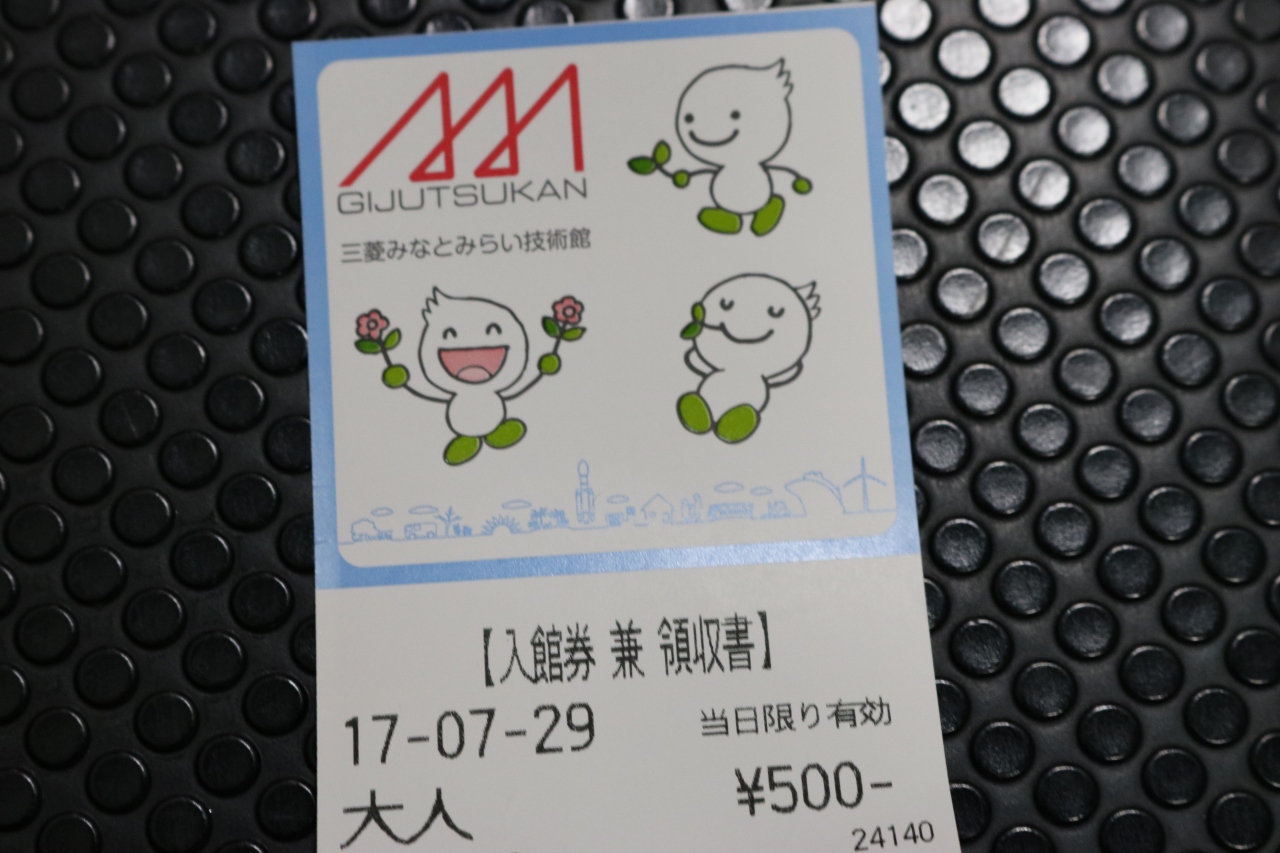 GIJUTSUKAN
三菱みなとみらい技術館
【入館券 兼 領収書】
17-07-29
当日限り有効
大人
¥500-
24140